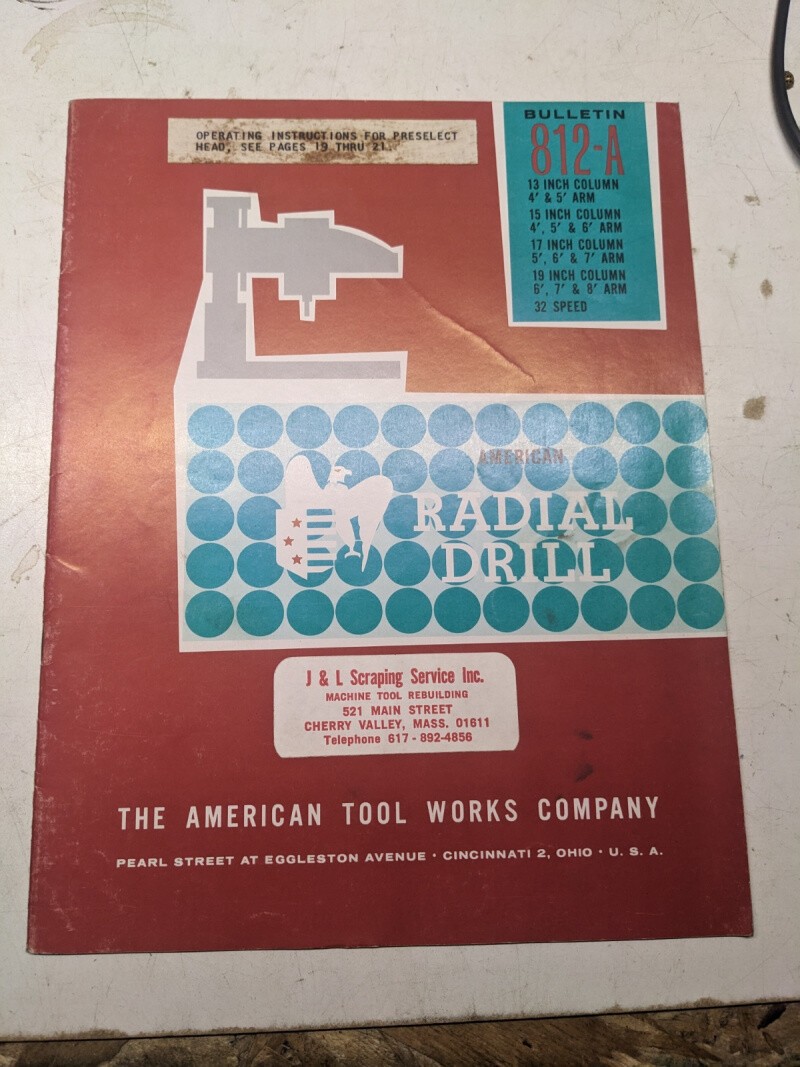 OPERATING INSTRUCTIONS FOR PRESELECT
HEAD, SEE PAGES 19 THRU 21.
BULLETIN
812-A
13 INCH COLUMN
4' & 5' ARM
15 INCH COLUMN
4', 5' & 6' ARM
17 INCH COLUMN
5', 6' & 7' ARM
19 INCH COLUMN
6', 7' & 8' ARM
32 SPEED
AMERICAN
RADIAL
DRILL
J & L Scraping Service Inc.
MACHINE TOOL REBUILDING
521 MAIN STREET
CHERRY VALLEY, MASS. 01611
Telephone 617-892-4856
THE AMERICAN TOOL WORKS COMPANY
PEARL STREET AT EGGLESTON AVENUE • CINCINNATI 2, OHIO • U. S. A.